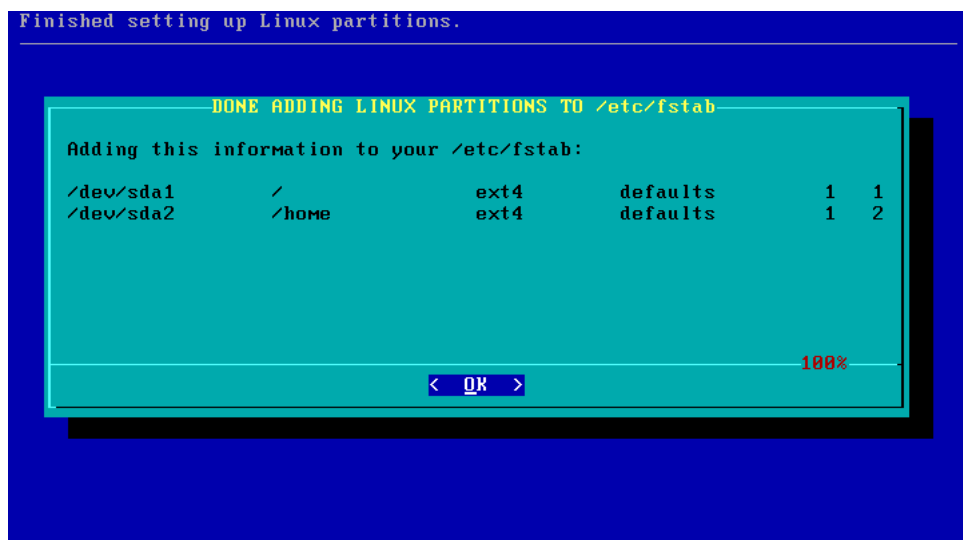 Finished setting up Linux partitions.
DONE ADDING LINUX PARTITIONS TO /etc/fstab
Adding this information to your /etc/fstab:
/dev/sda1 / ext4 defaults 1 1
/dev/sda2 /home ext4 defaults 1 2
100%
< OK >